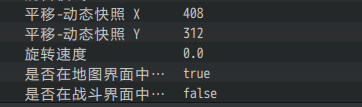 平移-动态快照 X 408
平移-动态快照 Y 312
旋转速度 0.0
是否在地图界面中… true
是否在战斗界面中… false